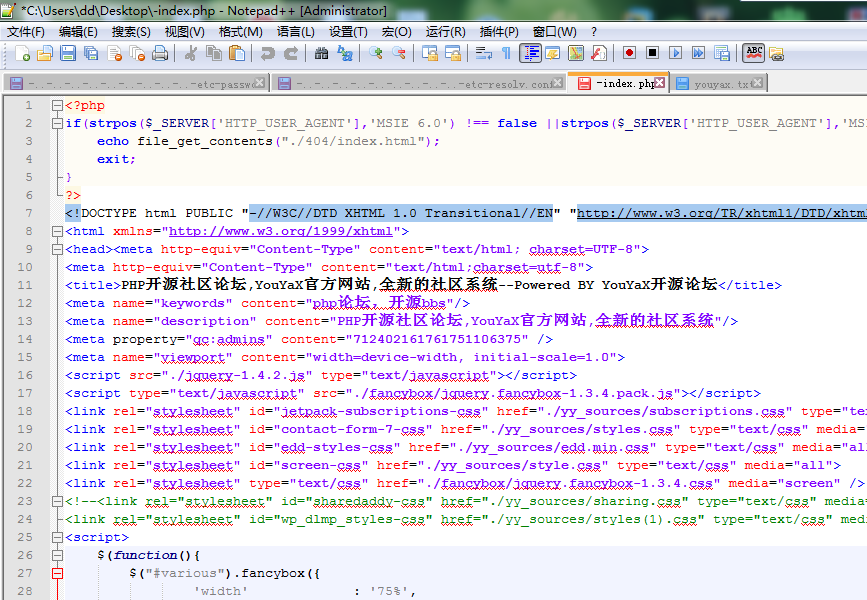 *C:\Users\dd\Desktop\-index.php - Notepad++ [Administrator]
文件(F) 编辑(E) 搜索(S) 视图(V) 格式(M) 语言(L) 设置(T) 宏(O) 运行(R) 插件(P) 窗口(W) ?
ABC
-..-..-..-..-..-..-..-..-etc-passwd -..-..-..-..-..-..-..-..-etc-resolv.conf -index.php youyax.txt
1 <?php
2 if(strpos($_SERVER['HTTP_USER_AGENT'],'MSIE 6.0') !== false ||strpos($_SERVER['HTTP_USER_AGENT'],'MS
3 echo file_get_contents("./404/index.html");
4 exit;
5 }
6 ?>
7 <!DOCTYPE html PUBLIC "-//W3C//DTD XHTML 1.0 Transitional//EN" "http://www.w3.org/TR/xhtml1/DTD/xhtm
8 <html xmlns="http://www.w3.org/1999/xhtml">
9 <head><meta http-equiv="Content-Type" content="text/html; charset=UTF-8">
10 <meta http-equiv="Content-Type" content="text/html;charset=utf-8">
11 <title>PHP开源社区论坛,YouYaX官方网站,全新的社区系统--Powered BY YouYaX开源论坛</title>
12 <meta name="keywords" content="php论坛, 开源bbs"/>
13 <meta name="description" content="PHP开源社区论坛,YouYaX官方网站,全新的社区系统"/>
14 <meta property="qc:admins" content="712402161761751106375" />
15 <meta name="viewport" content="width=device-width, initial-scale=1.0">
16 <script src="./jquery-1.4.2.js" type="text/javascript"></script>
17 <script type="text/javascript" src="./fancybox/jquery.fancybox-1.3.4.pack.js"></script>
18 <link rel="stylesheet" id="jetpack-subscriptions-css" href="./yy_sources/subscriptions.css" type="te
19 <link rel="stylesheet" id="contact-form-7-css" href="./yy_sources/styles.css" type="text/css" media=
20 <link rel="stylesheet" id="edd-styles-css" href="./yy_sources/edd.min.css" type="text/css" media="al
21 <link rel="stylesheet" id="screen-css" href="./yy_sources/style.css" type="text/css" media="all">
22 <link rel="stylesheet" type="text/css" href="./fancybox/jquery.fancybox-1.3.4.css" media="screen" />
23 <!--<link rel="stylesheet" id="sharedaddy-css" href="./yy_sources/sharing.css" type="text/css" media
24 <link rel="stylesheet" id="wp_dlmp_styles-css" href="./yy_sources/styles(1).css" type="text/css" med
25 <script>
26 $(function(){
27 $("#various").fancybox({
28 'width' : '75%',